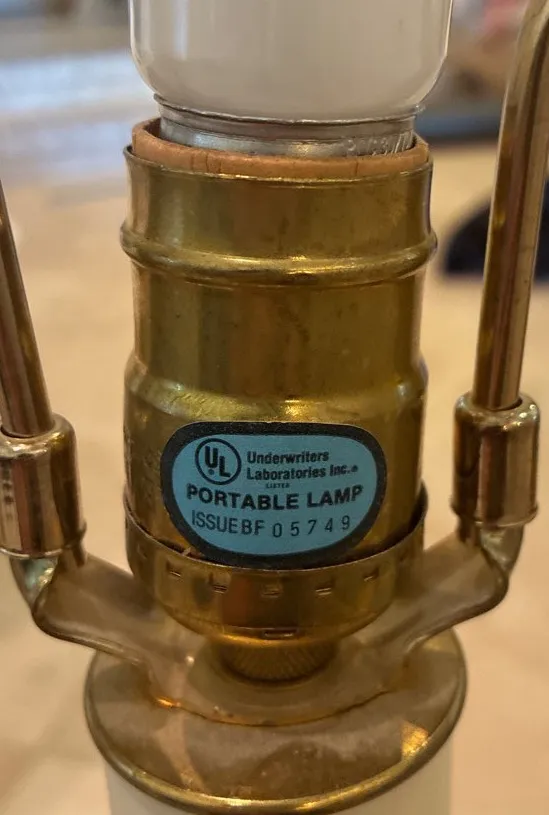 UL
Underwriters
Laboratories Inc.®
LISTED
PORTABLE LAMP
ISSUE BF 05749